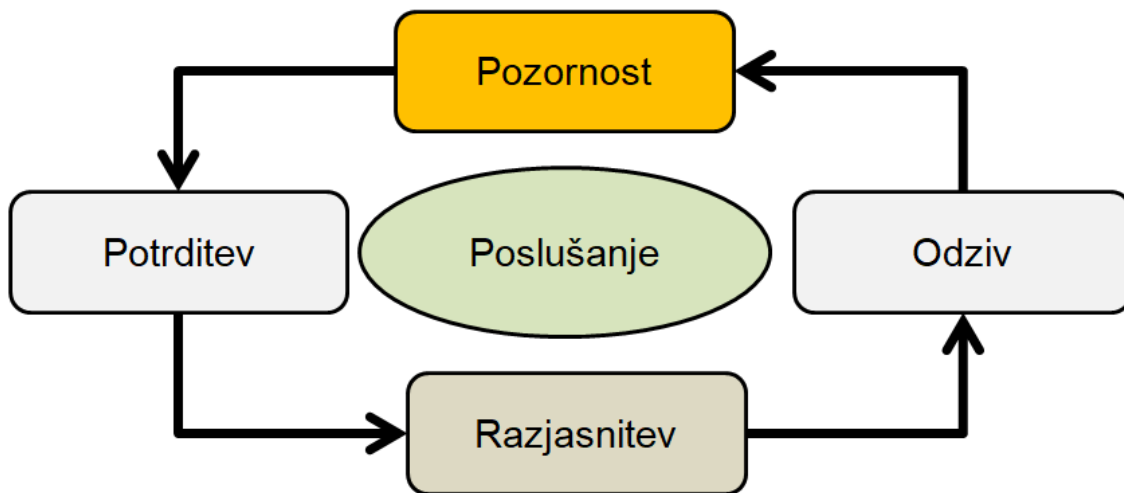 Pozornost
Potrditev
Poslušanje
Odziv
Razjasnitev